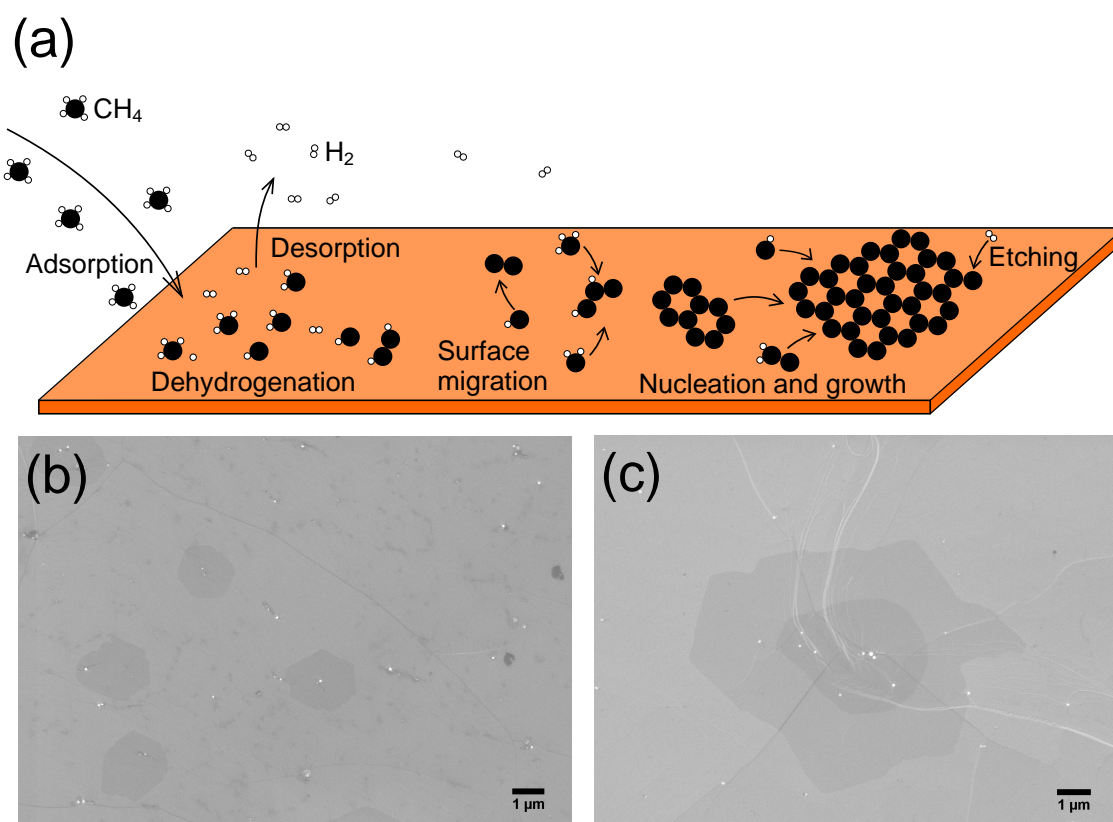 (a)
CH₄
H₂
Adsorption
Desorption
Etching
Dehydrogenation
Surface
migration
Nucleation and growth
(b)
1 µm
(c)
1 µm